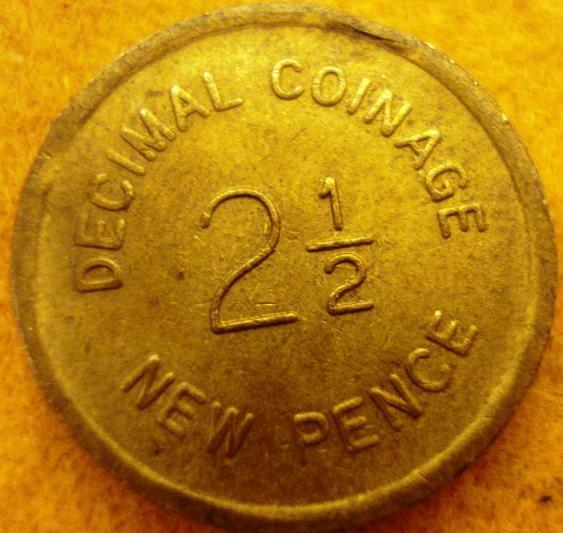 DECIMAL COINAGE
2 1/2
NEW PENCE